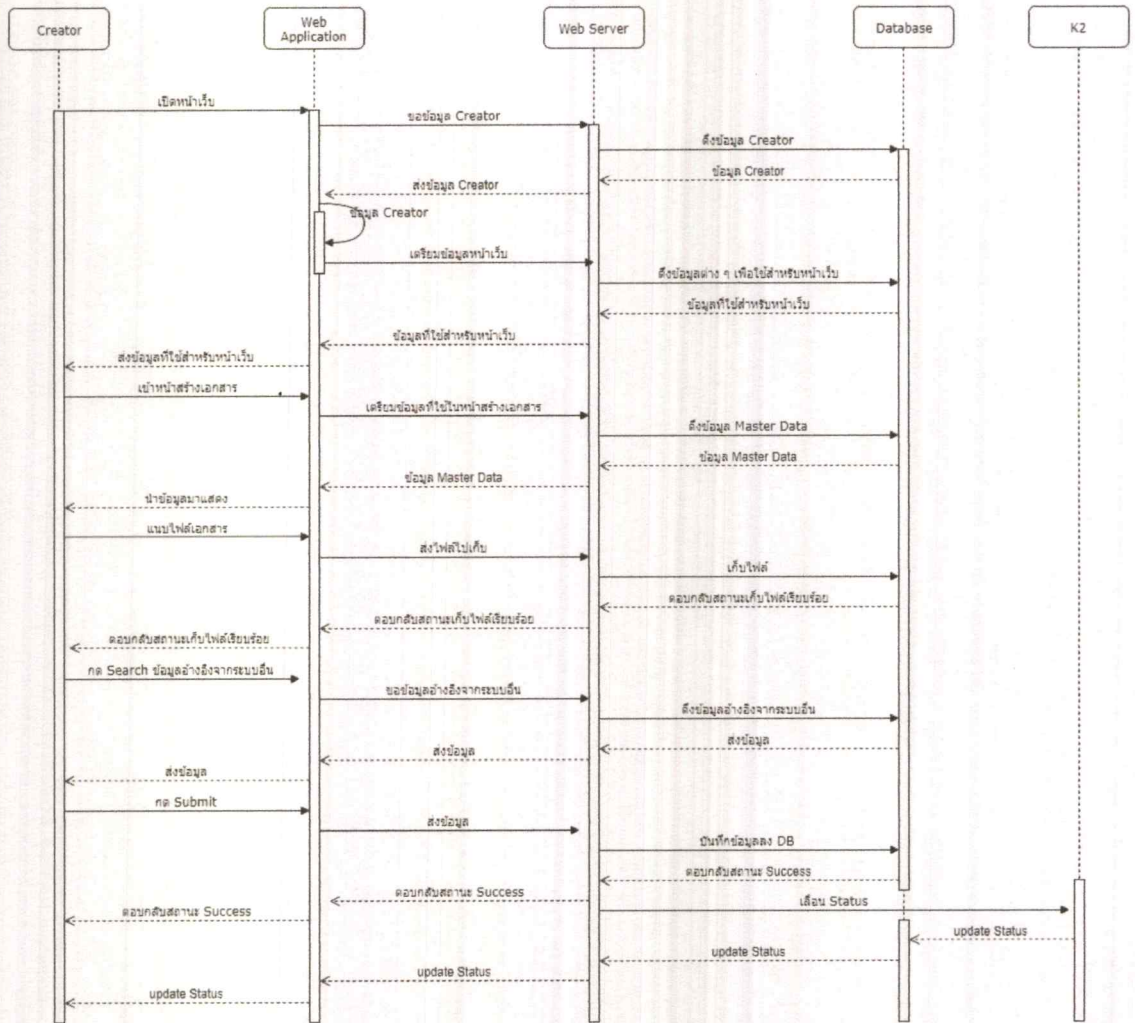 Creator
Web
Application
Web Server
Database
K2
เปิดหน้าเว็บ
ขอข้อมูล Creator
ดึงข้อมูล Creator
ข้อมูล Creator
ส่งข้อมูล Creator
ข้อมูล Creator
เตรียมข้อมูลหน้าเว็บ
ดึงข้อมูลต่าง ๆ เพื่อใช้สำหรับหน้าเว็บ
ข้อมูลที่ใช้สำหรับหน้าเว็บ
ข้อมูลที่ใช้สำหรับหน้าเว็บ
ส่งข้อมูลที่ใช้สำหรับหน้าเว็บ
เข้าหน้าสร้างเอกสาร
เตรียมข้อมูลที่ใช้ในหน้าสร้างเอกสาร
ดึงข้อมูล Master Data
ข้อมูล Master Data
ข้อมูล Master Data
นำข้อมูลมาแสดง
แนบไฟล์เอกสาร
ส่งไฟล์ไปเก็บ
เก็บไฟล์
ตอบกลับสถานะเก็บไฟล์เรียบร้อย
ตอบกลับสถานะเก็บไฟล์เรียบร้อย
ตอบกลับสถานะเก็บไฟล์เรียบร้อย
กด Search ข้อมูลอ้างอิงจากระบบอื่น
ขอข้อมูลอ้างอิงจากระบบอื่น
ดึงข้อมูลอ้างอิงจากระบบอื่น
ส่งข้อมูล
ส่งข้อมูล
ส่งข้อมูล
กด Submit
ส่งข้อมูล
บันทึกข้อมูลลง DB
ตอบกลับสถานะ Success
ตอบกลับสถานะ Success
เลื่อน Status
ตอบกลับสถานะ Success
update Status
update Status
update Status
update Status